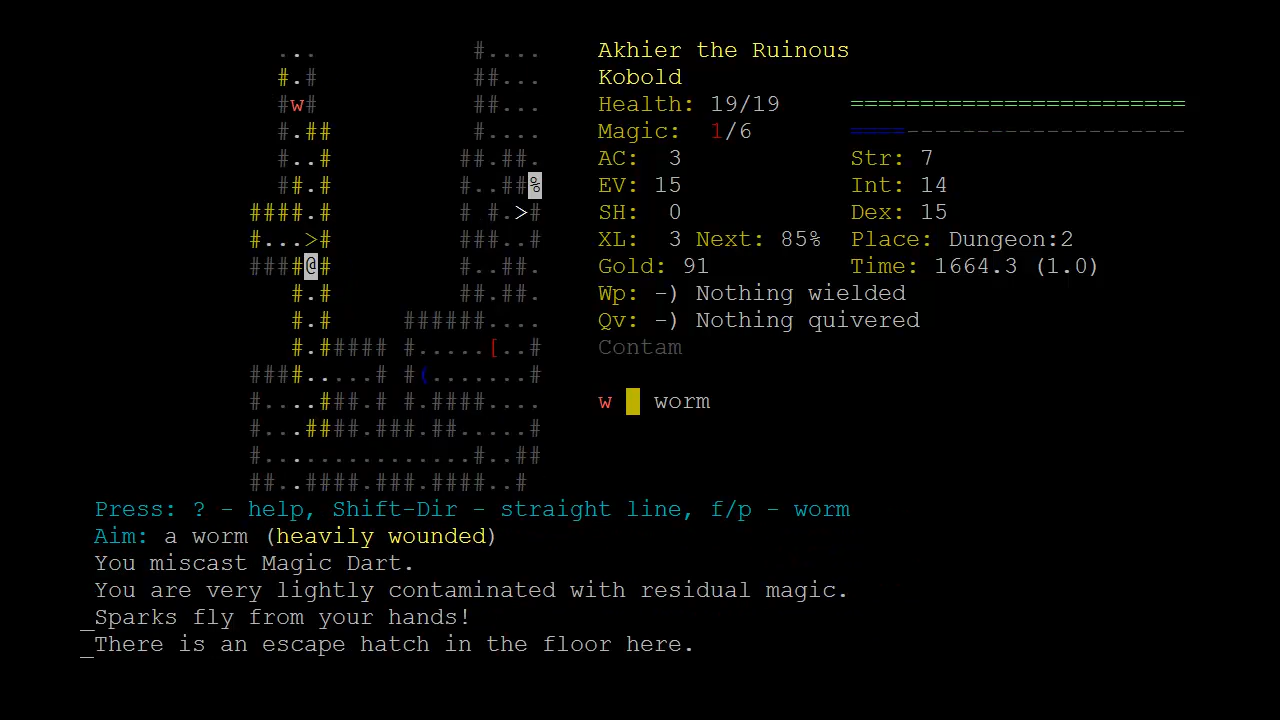 ... #.... Akhier the Ruinous
#.# ##... Kobold
#w# ##... Health: 19/19 ========================
#.## #.... Magic: 1/6 ====--------------------
#..# ##.##. AC: 3 Str: 7
##.# #..##% EV: 15 Int: 14
####.# # #.># SH: 0 Dex: 15
#...># ###..# XL: 3 Next: 85% Place: Dungeon:2
####@# #..##. Gold: 91 Time: 1664.3 (1.0)
#.# ##.##. Wp: -) Nothing wielded
#.# ######.... Qv: -) Nothing quivered
#.##### #.....[..# Contam
####.....# #(.......#
#....###.# #.####.... w worm
#...####.###.##.....#
#...............#..##
##..####.###.####..#
Press: ? - help, Shift-Dir - straight line, f/p - worm
Aim: a worm (heavily wounded)
You miscast Magic Dart.
You are very lightly contaminated with residual magic.
_Sparks fly from your hands!
_There is an escape hatch in the floor here.